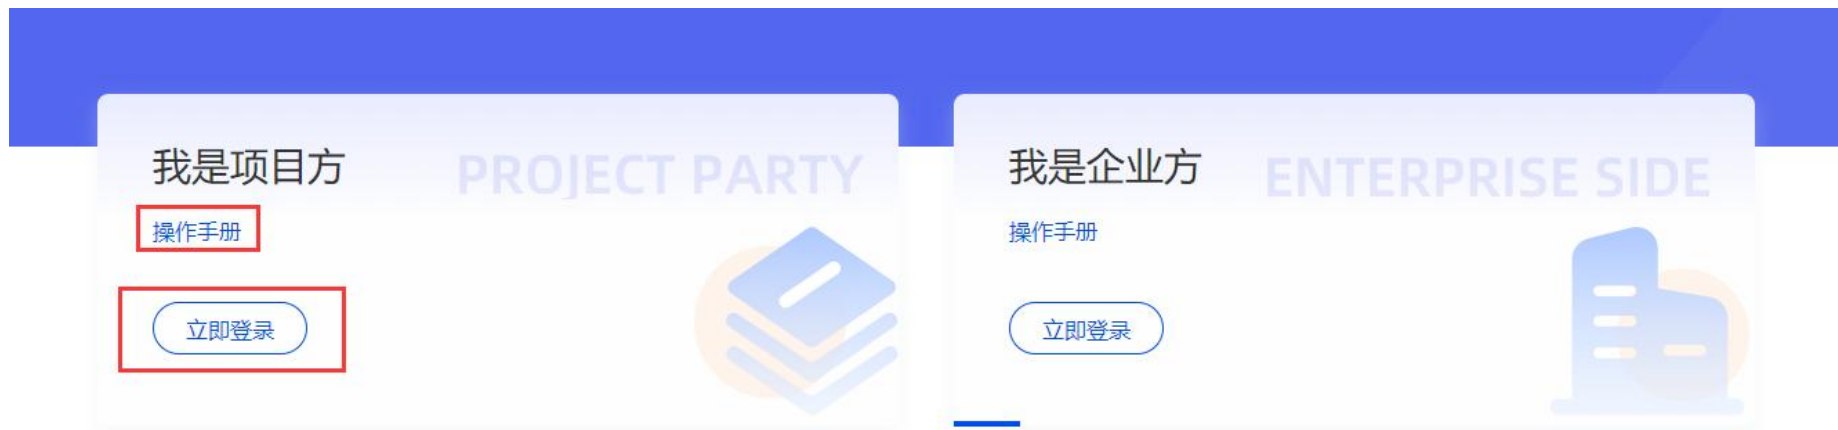 我是项目方
PROJECT PARTY
操作手册
立即登录
我是企业方
ENTERPRISE SIDE
操作手册
立即登录